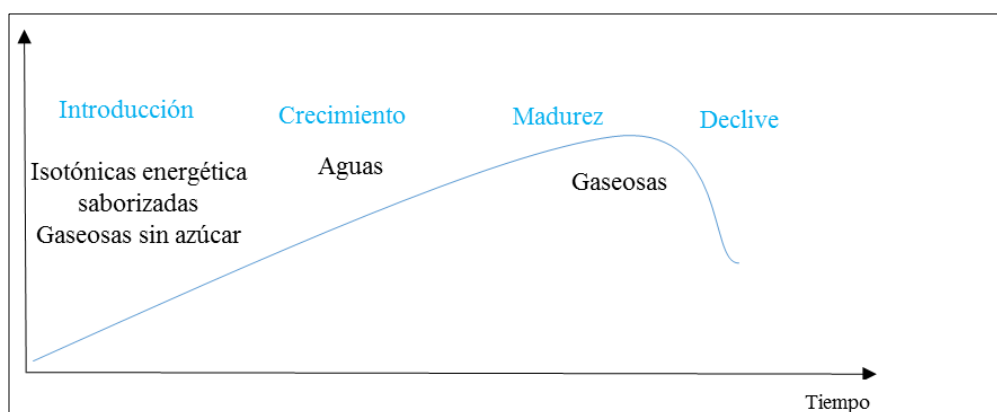 Introducción
Crecimiento
Madurez
Declive
Isotónicas energética
saborizadas
Gaseosas sin azúcar
Aguas
Gaseosas
Tiempo